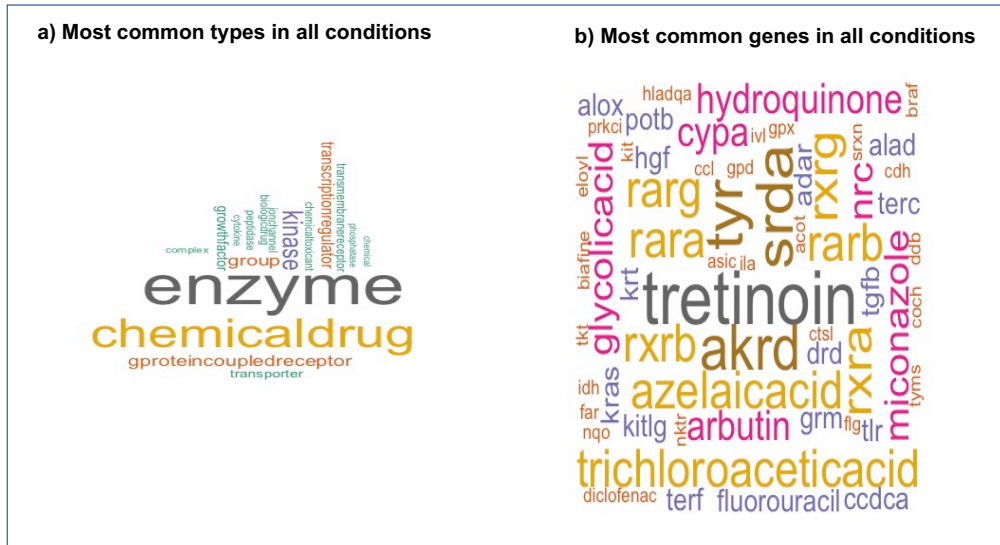 a) Most common types in all conditions
b) Most common genes in all conditions
transcriptionregulator
transmembranereceptor
growthfactor
cytokine
peptidase
biologicdrug
ionchannel
kinase
chemicaltoxicant
phosphatase
chemical
complex
group
enzyme
chemicaldrug
gproteincoupledreceptor
transporter
hladqa
hydroquinone
braf
alox
potb
prkci
cypa
ivl
gpx
kit
hgf
ccl
gpd
adar
rxrg
srxn
alad
cdh
eloyl
glycolicacid
rarg
tyr
srda
nrc
terc
rara
acot
rarb
ddb
biafine
krt
asic
ila
tretinoin
tgfb
miconazole
coch
tkt
rxrb
akrd
ctsl
drd
rxra
tyms
idh
kras
azelaicacid
far
nqo
kitlg
nktr
arbutin
grm
flg
tlr
trichloroaceticacid
diclofenac
terf
fluorouracil
ccdca